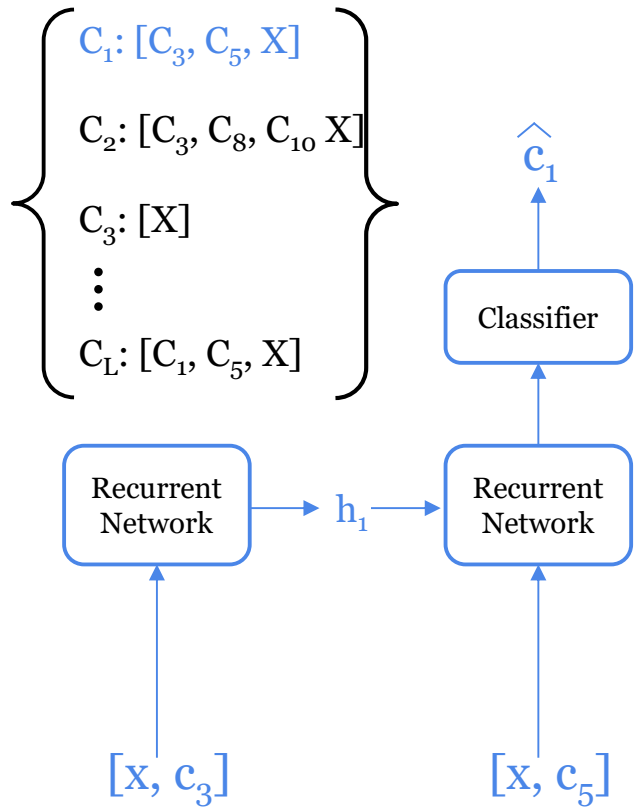 C₁: [C₃, C₅, X]
C₂: [C₃, C₈, C₁₀ X]
C₃: [X]
⋮
C_L: [C₁, C₅, X]
ĉ₁
Classifier
Recurrent
Network
h₁
Recurrent
Network
[x, c₃]
[x, c₅]